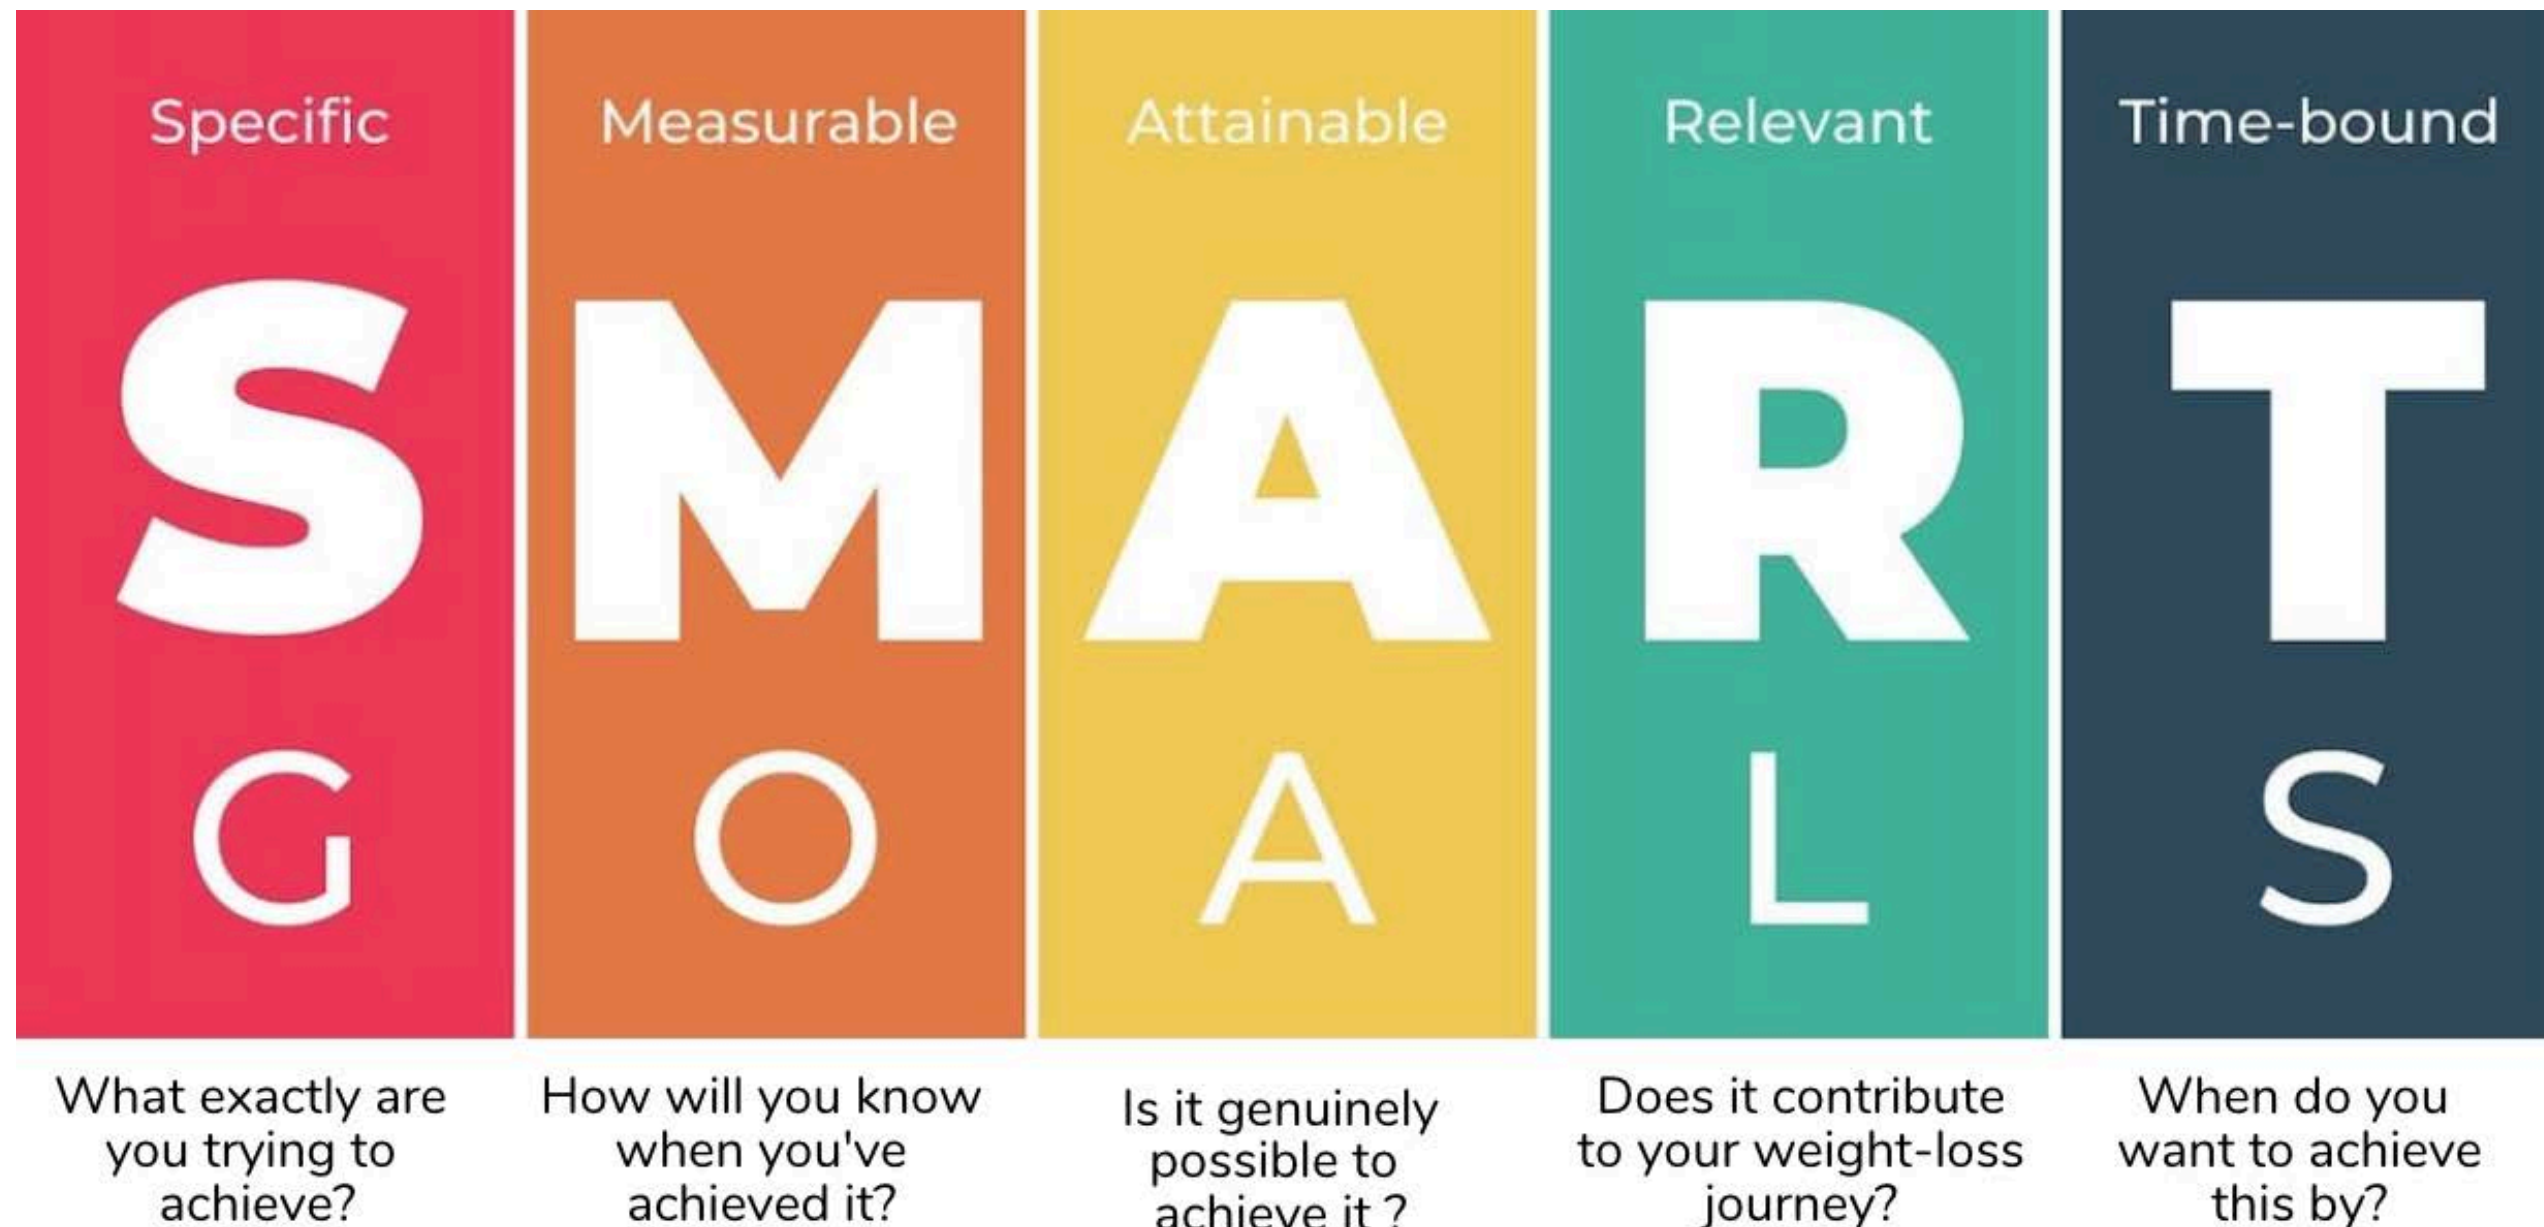 Specific
Measurable
Attainable
Relevant
Time-bound
S M A R T
G O A L S
What exactly are
you trying to
achieve?
How will you know
when you've
achieved it?
Is it genuinely
possible to
achieve it ?
Does it contribute
to your weight-loss
journey?
When do you
want to achieve
this by?